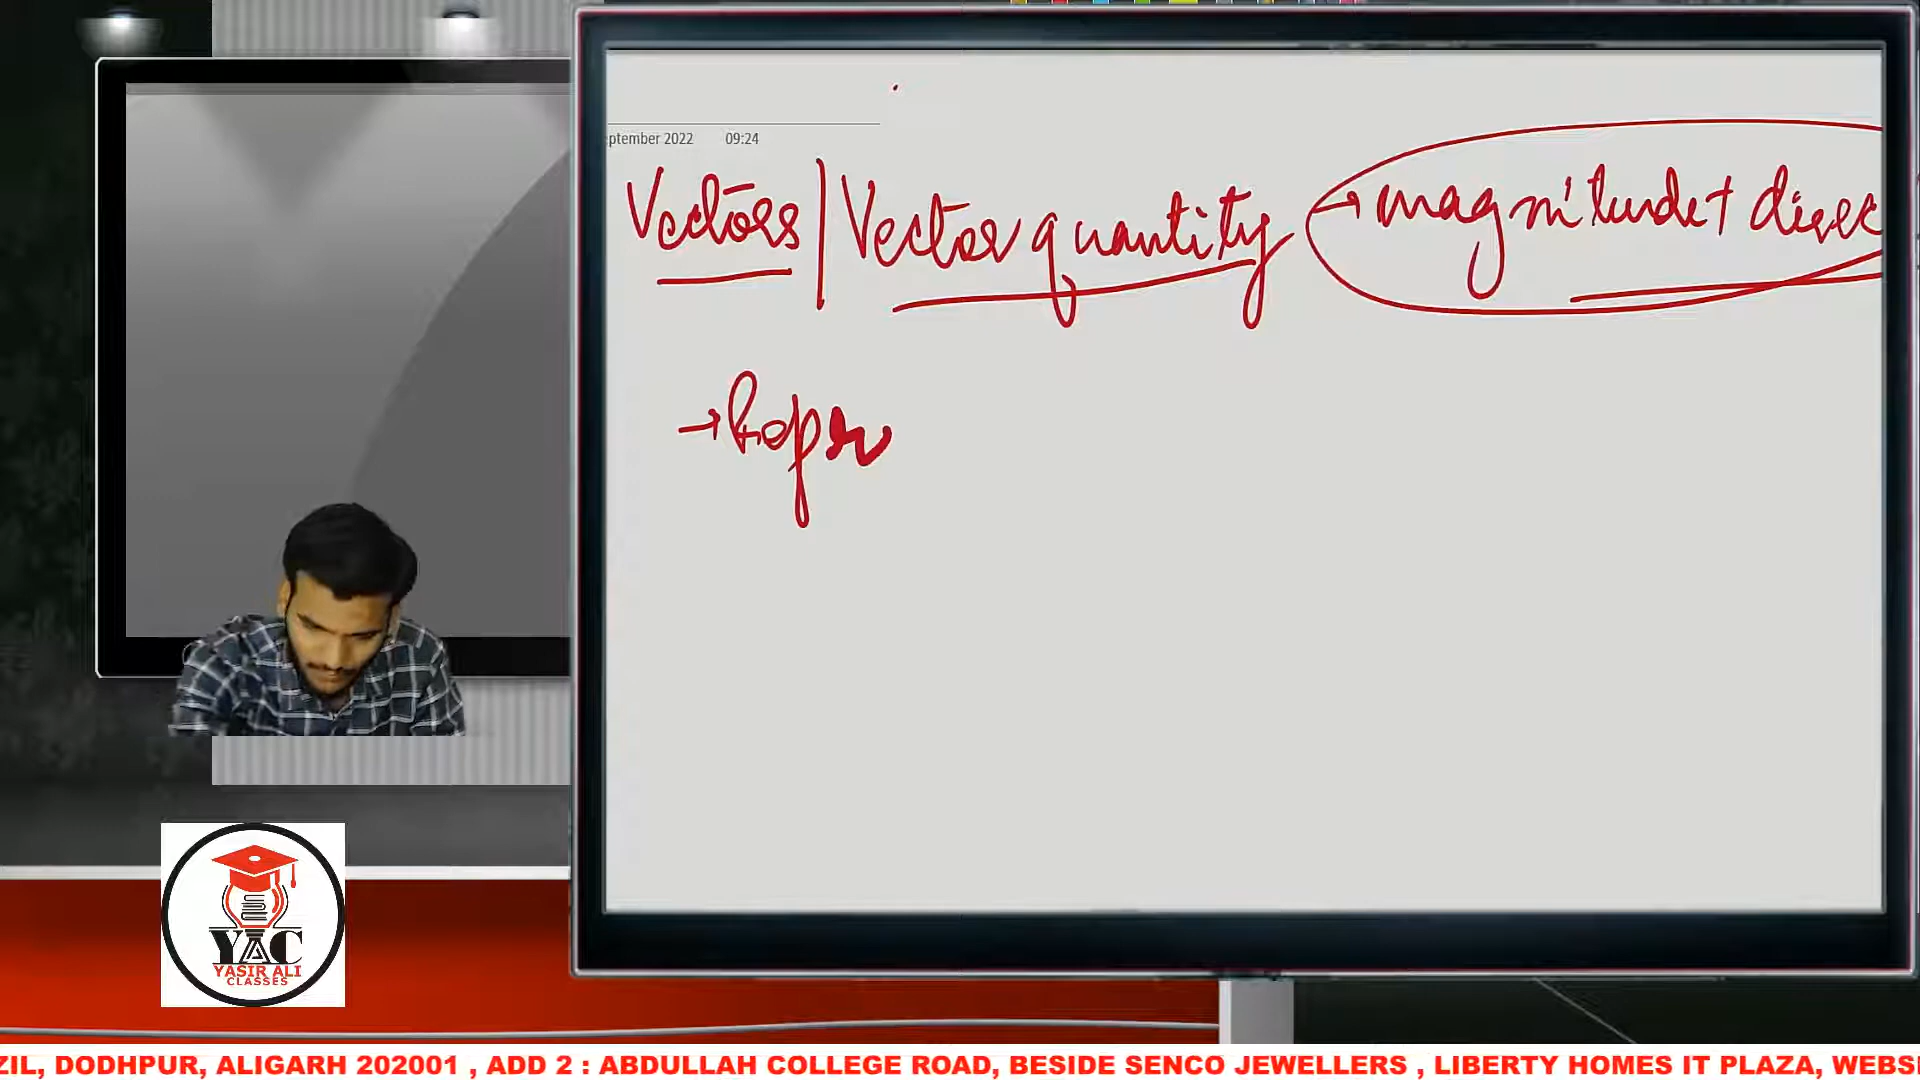 eptember 2022 09:24
Vectors | Vector quantity → magnitude + direc
→ Repr
YAC
YASIR ALI
CLASSES
ZIL, DODHPUR, ALIGARH 202001 , ADD 2 : ABDULLAH COLLEGE ROAD, BESIDE SENCO JEWELLERS , LIBERTY HOMES IT PLAZA, WEBS